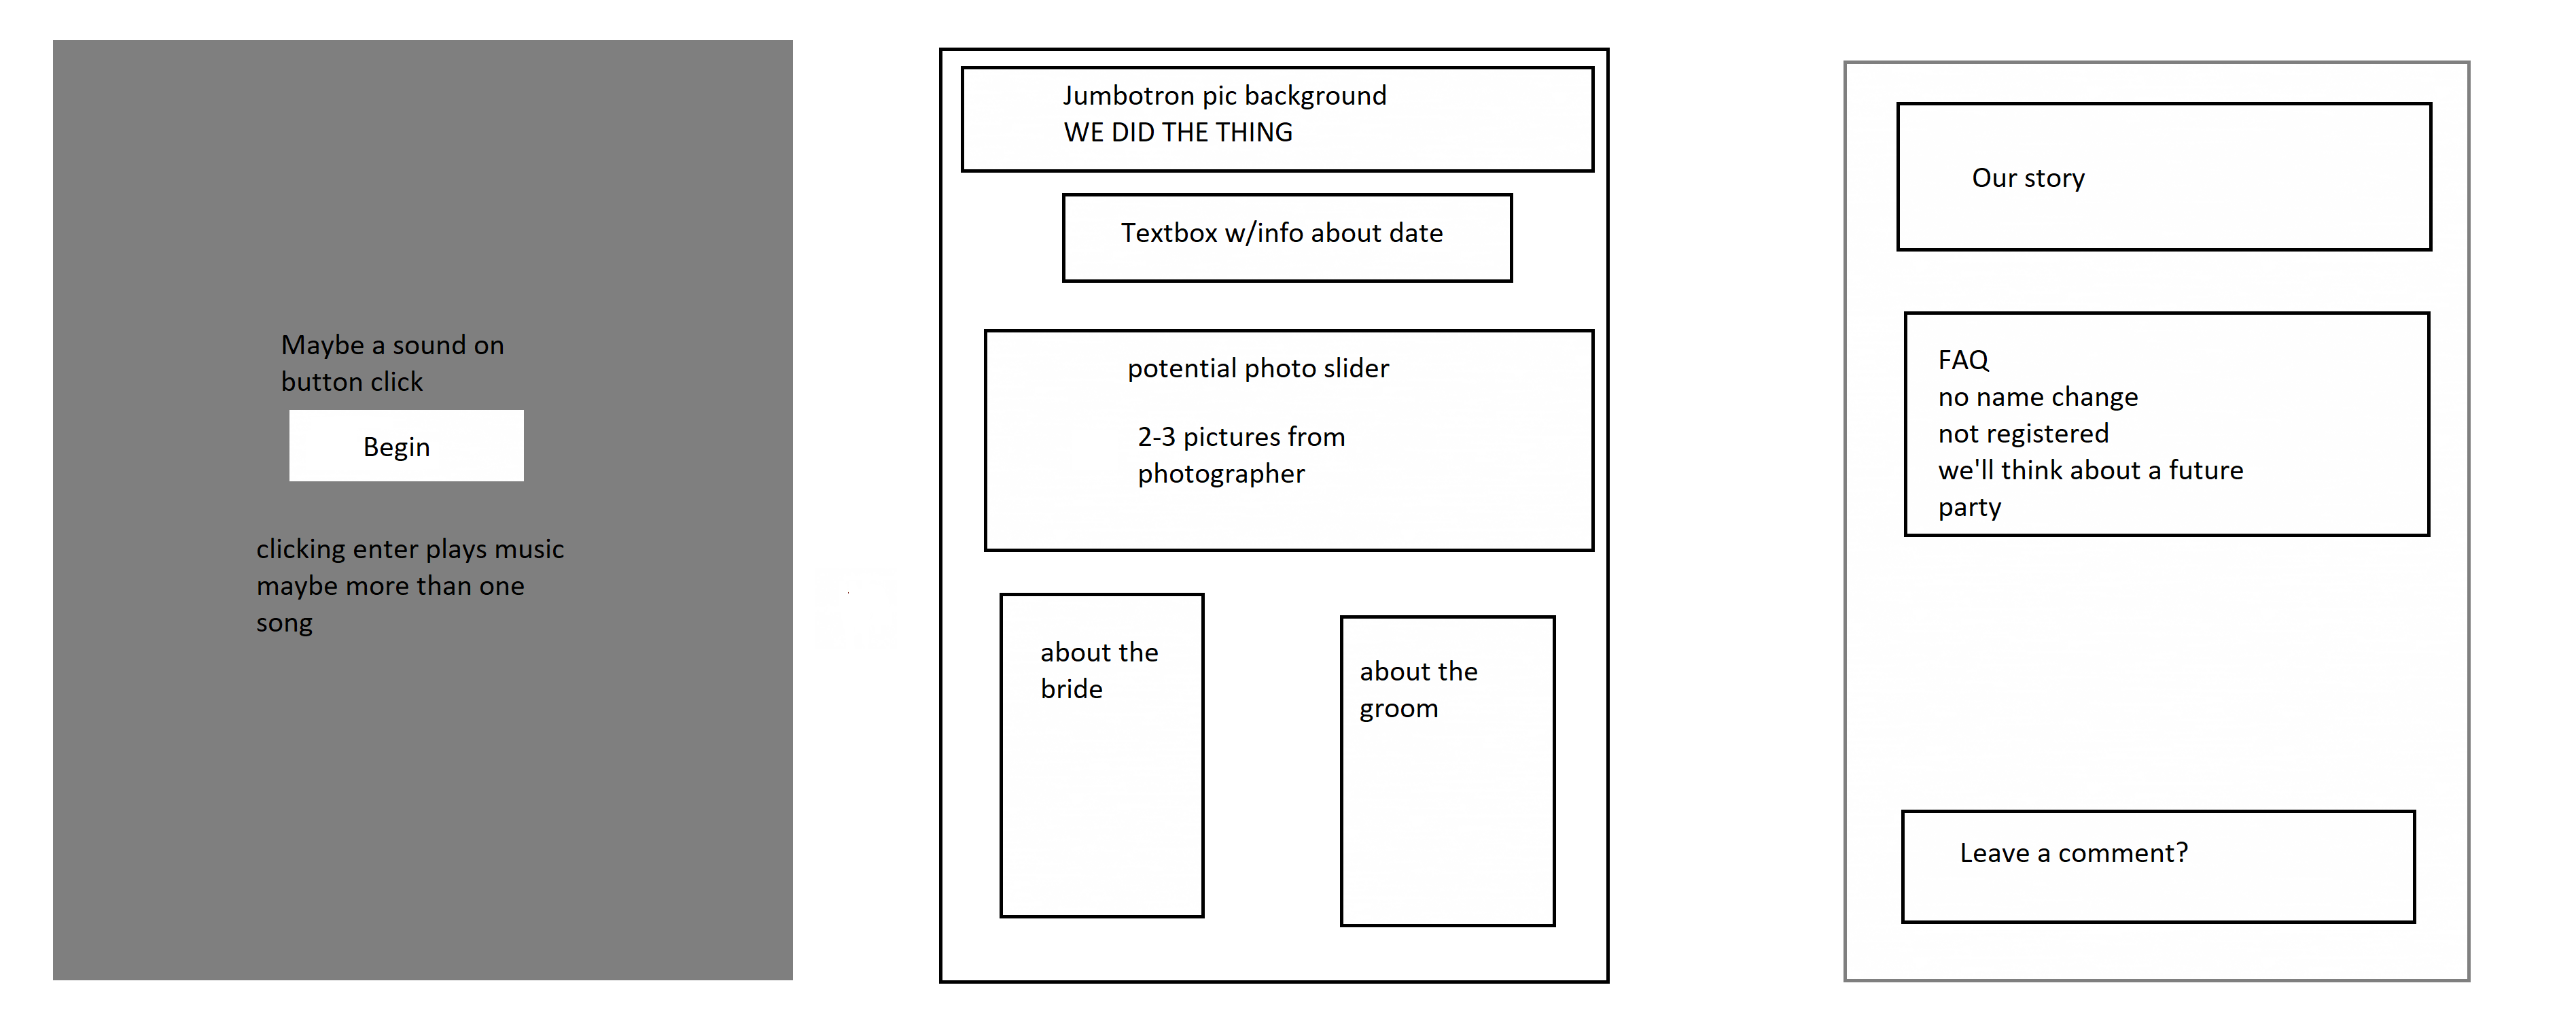 Maybe a sound on
button click
Begin
clicking enter plays music
maybe more than one
song
Jumbotron pic background
WE DID THE THING
Textbox w/info about date
potential photo slider
2-3 pictures from
photographer
about the
bride
about the
groom
Our story
FAQ
no name change
not registered
we'll think about a future
party
Leave a comment?